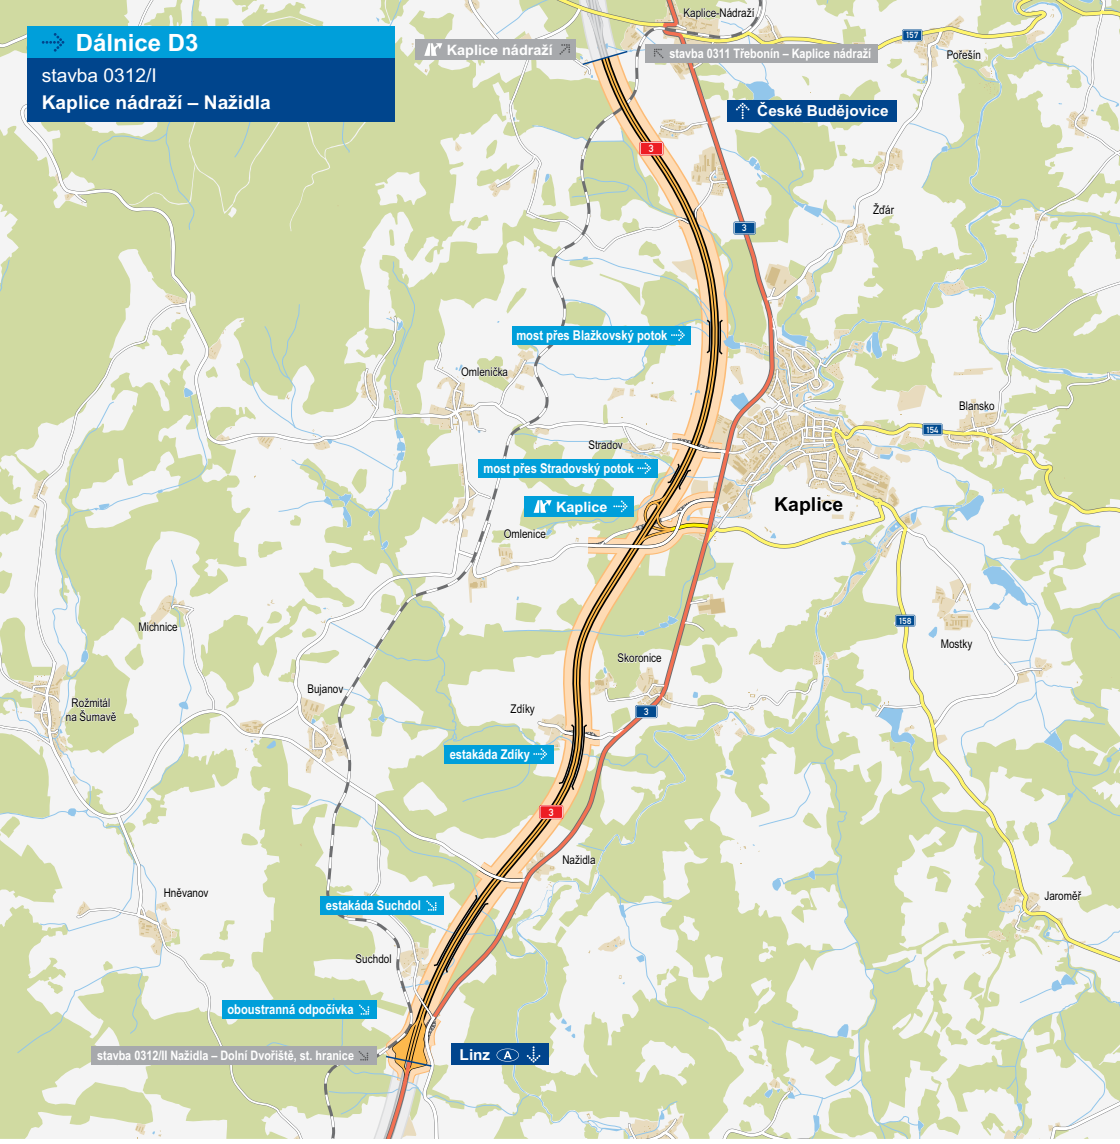 Dálnice D3
stavba 0312/I
Kaplice nádraží – Nažidla
Kaplice-Nádraží
157
Pořešín
Kaplice nádraží
stavba 0311 Třebonín – Kaplice nádraží
České Budějovice
3
Žďár
3
most přes Blažkovský potok
Omlenička
Blansko
154
Stradov
most přes Stradovský potok
Kaplice
Kaplice
Omlenice
Michnice
158
Mostky
Skoronice
Bujanov
Rožmitál
na Šumavě
Zdíky
3
estakáda Zdíky
3
Nažidla
Hněvanov
Jaroměř
estakáda Suchdol
Suchdol
oboustranná odpočívka
stavba 0312/II Nažidla – Dolní Dvořiště, st. hranice
Linz A